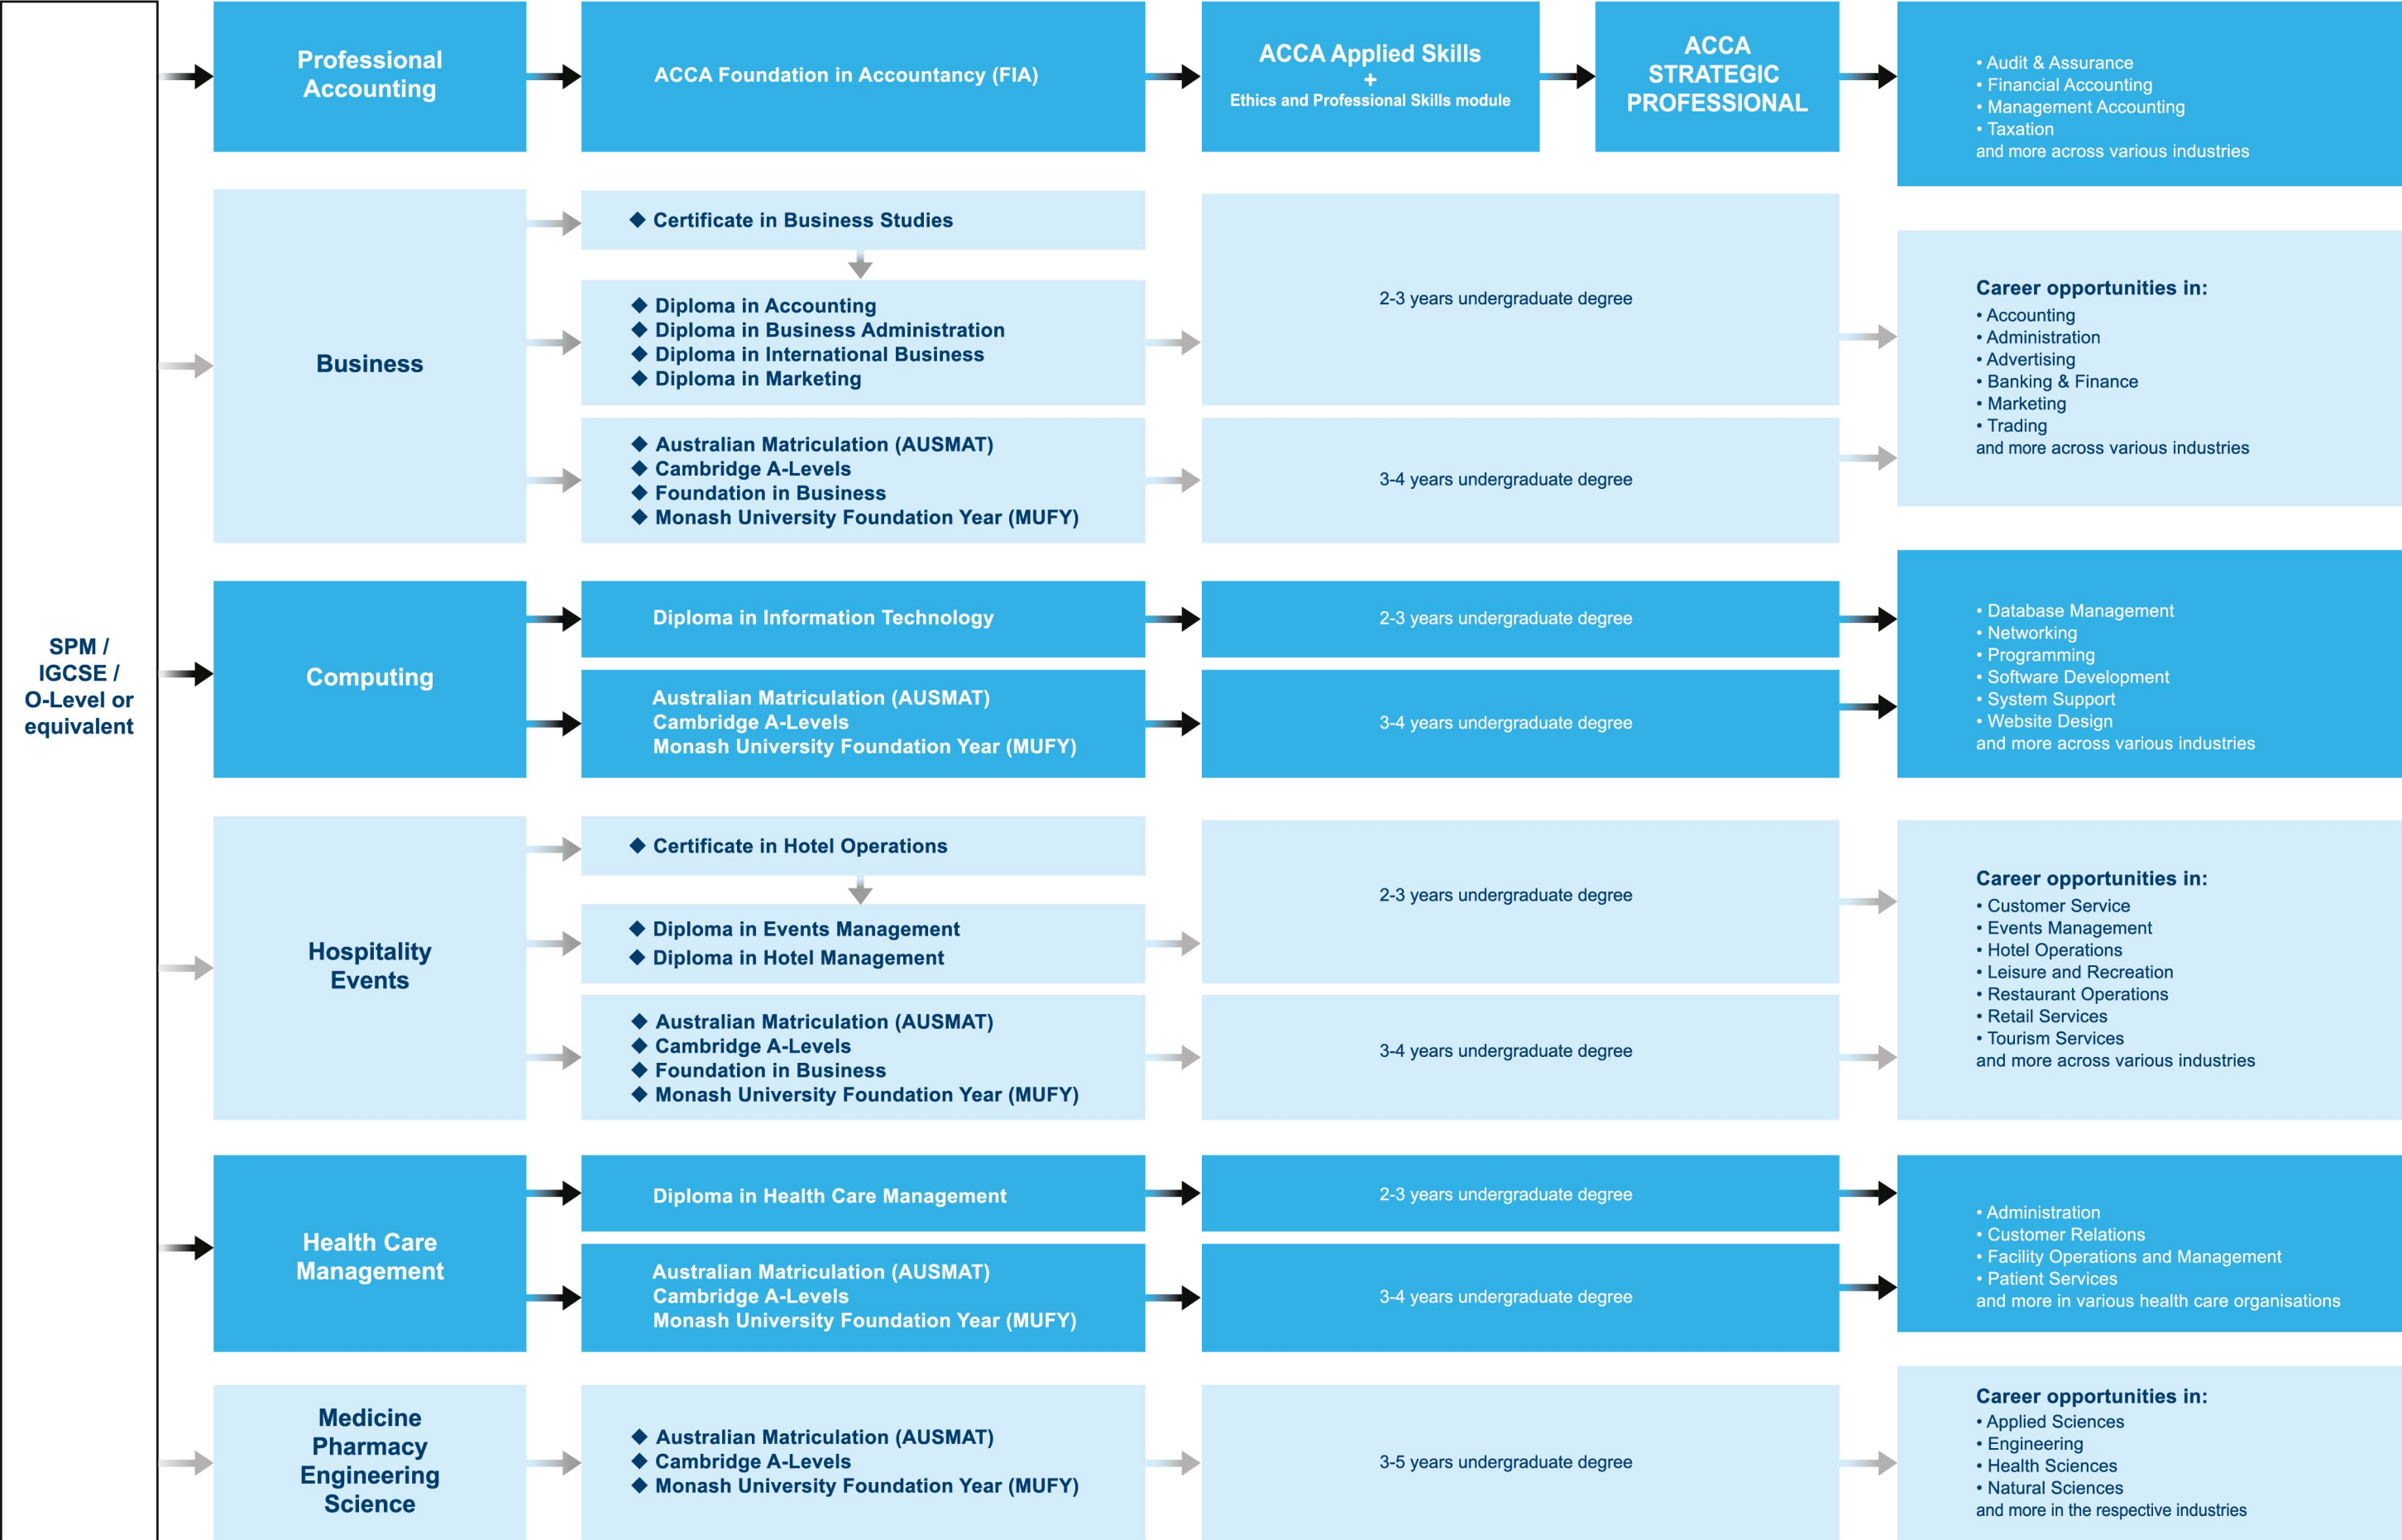 SPM /
IGCSE /
O-Level or
equivalent
Professional
Accounting
ACCA Foundation in Accountancy (FIA)
ACCA Applied Skills
+
Ethics and Professional Skills module
ACCA
STRATEGIC
PROFESSIONAL
• Audit & Assurance
• Financial Accounting
• Management Accounting
• Taxation
and more across various industries
Business
◆ Certificate in Business Studies
◆ Diploma in Accounting
◆ Diploma in Business Administration
◆ Diploma in International Business
◆ Diploma in Marketing
2-3 years undergraduate degree
◆ Australian Matriculation (AUSMAT)
◆ Cambridge A-Levels
◆ Foundation in Business
◆ Monash University Foundation Year (MUFY)
3-4 years undergraduate degree
Career opportunities in:
• Accounting
• Administration
• Advertising
• Banking & Finance
• Marketing
• Trading
and more across various industries
Computing
Diploma in Information Technology
2-3 years undergraduate degree
Australian Matriculation (AUSMAT)
Cambridge A-Levels
Monash University Foundation Year (MUFY)
3-4 years undergraduate degree
• Database Management
• Networking
• Programming
• Software Development
• System Support
• Website Design
and more across various industries
Hospitality
Events
◆ Certificate in Hotel Operations
◆ Diploma in Events Management
◆ Diploma in Hotel Management
2-3 years undergraduate degree
◆ Australian Matriculation (AUSMAT)
◆ Cambridge A-Levels
◆ Foundation in Business
◆ Monash University Foundation Year (MUFY)
3-4 years undergraduate degree
Career opportunities in:
• Customer Service
• Events Management
• Hotel Operations
• Leisure and Recreation
• Restaurant Operations
• Retail Services
• Tourism Services
and more across various industries
Health Care
Management
Diploma in Health Care Management
2-3 years undergraduate degree
Australian Matriculation (AUSMAT)
Cambridge A-Levels
Monash University Foundation Year (MUFY)
3-4 years undergraduate degree
• Administration
• Customer Relations
• Facility Operations and Management
• Patient Services
and more in various health care organisations
Medicine
Pharmacy
Engineering
Science
◆ Australian Matriculation (AUSMAT)
◆ Cambridge A-Levels
◆ Monash University Foundation Year (MUFY)
3-5 years undergraduate degree
Career opportunities in:
• Applied Sciences
• Engineering
• Health Sciences
• Natural Sciences
and more in the respective industries